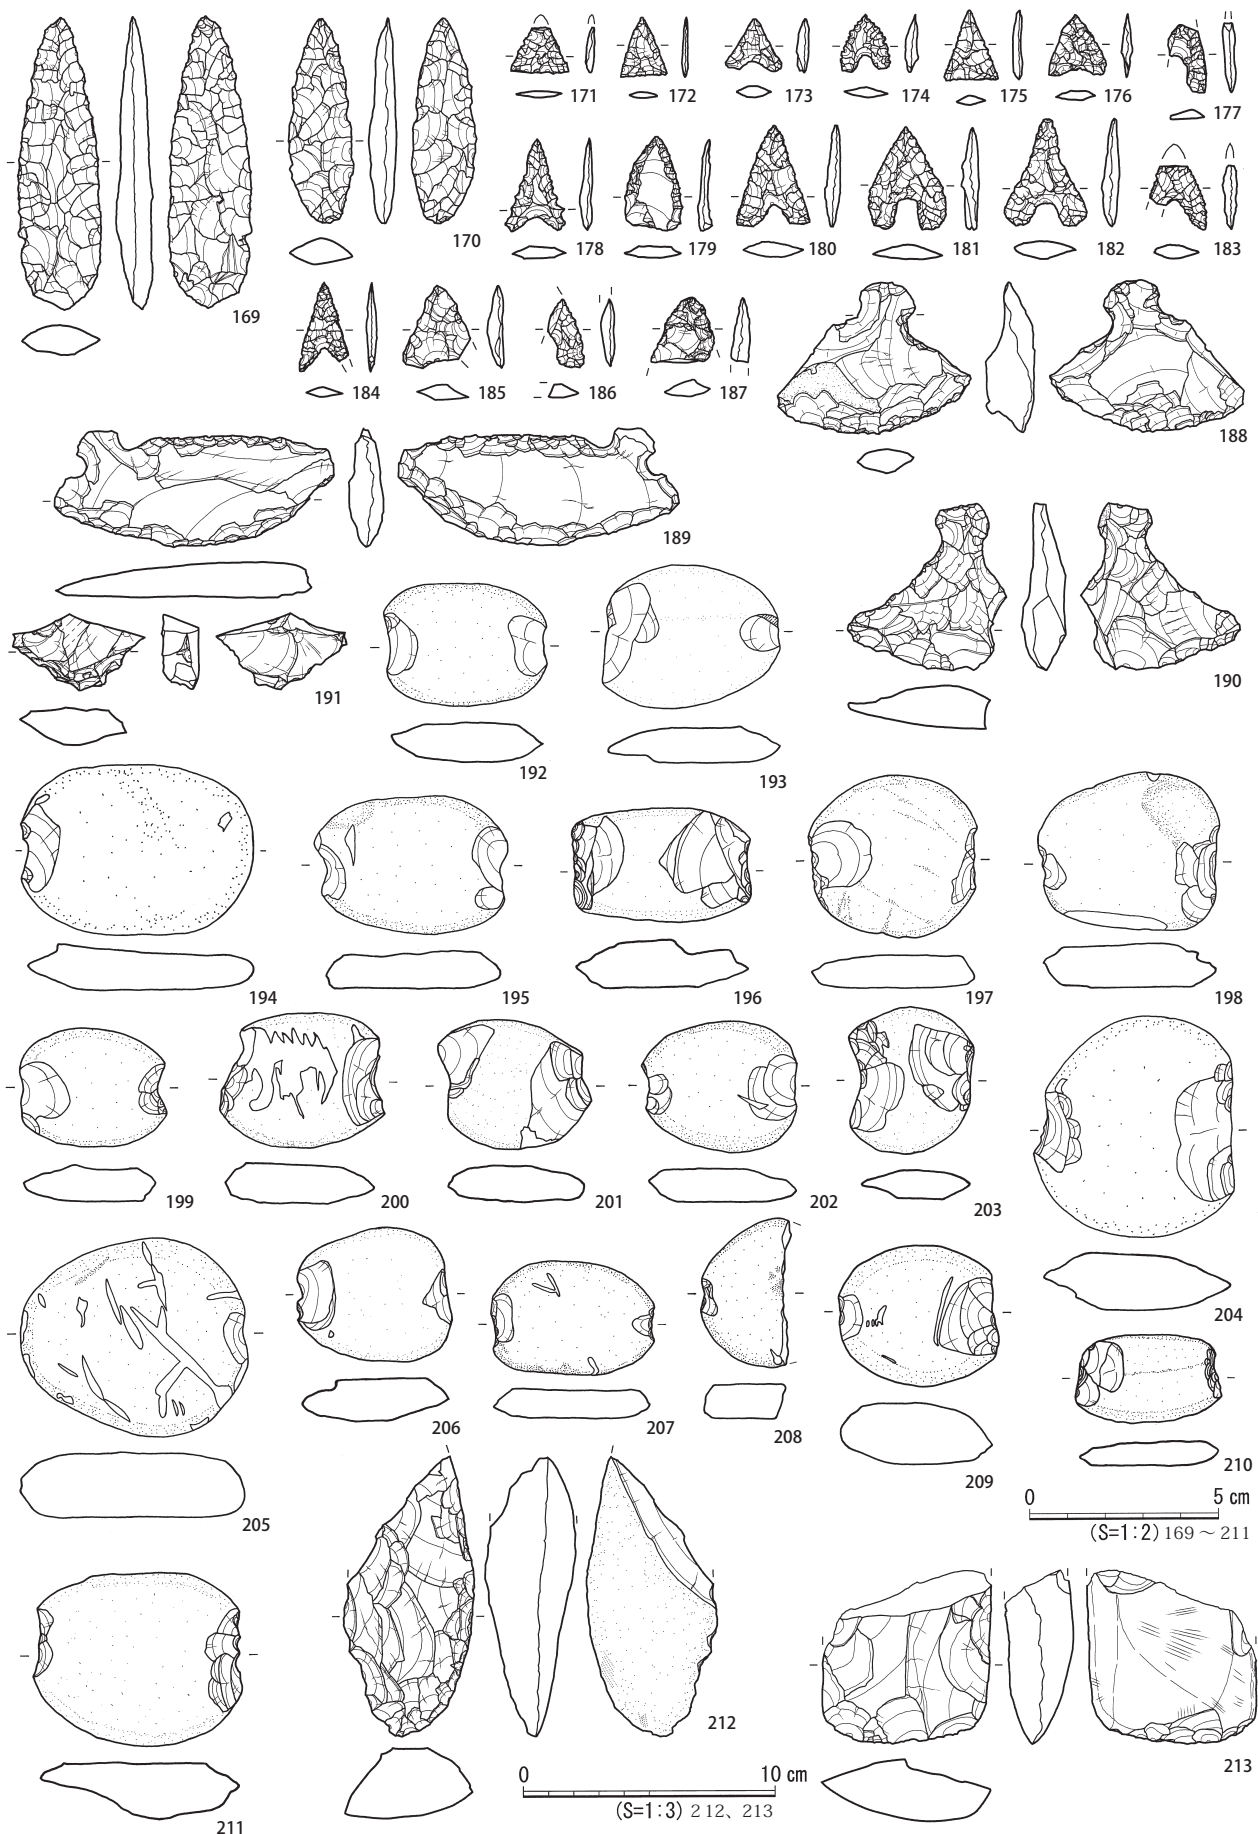 171 172 173 174 175 176 177
169 170 178 179 180 181 182 183
184 185 186 187 188
189
190
191 192 193
194 195 196 197 198
199 200 201 202 203
204
205 206 207 208 209 210
0 5 cm
(S=1:2) 169～211
211 212 213
0 10 cm
(S=1:3) 212、213